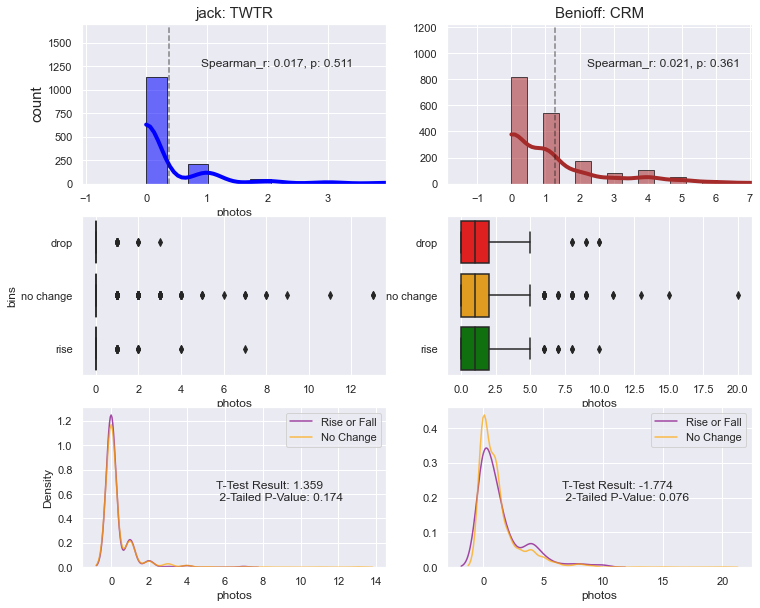 jack: TWTR
Benioff: CRM
count
1500
1250
1000
750
500
250
0
Spearman_r: 0.017, p: 0.511
−1 0 1 2 3
photos
1200
1000
800
600
400
200
0
Spearman_r: 0.021, p: 0.361
−1 0 1 2 3 4 5 6 7
photos
bins
drop
no change
rise
0 2 4 6 8 10 12
photos
drop
no change
rise
0.0 2.5 5.0 7.5 10.0 12.5 15.0 17.5 20.0
photos
Density
1.2
1.0
0.8
0.6
0.4
0.2
0.0
Rise or Fall
No Change
T-Test Result: 1.359
2-Tailed P-Value: 0.174
0 2 4 6 8 10 12 14
photos
0.4
0.3
0.2
0.1
0.0
Rise or Fall
No Change
T-Test Result: -1.774
2-Tailed P-Value: 0.076
0 5 10 15 20
photos